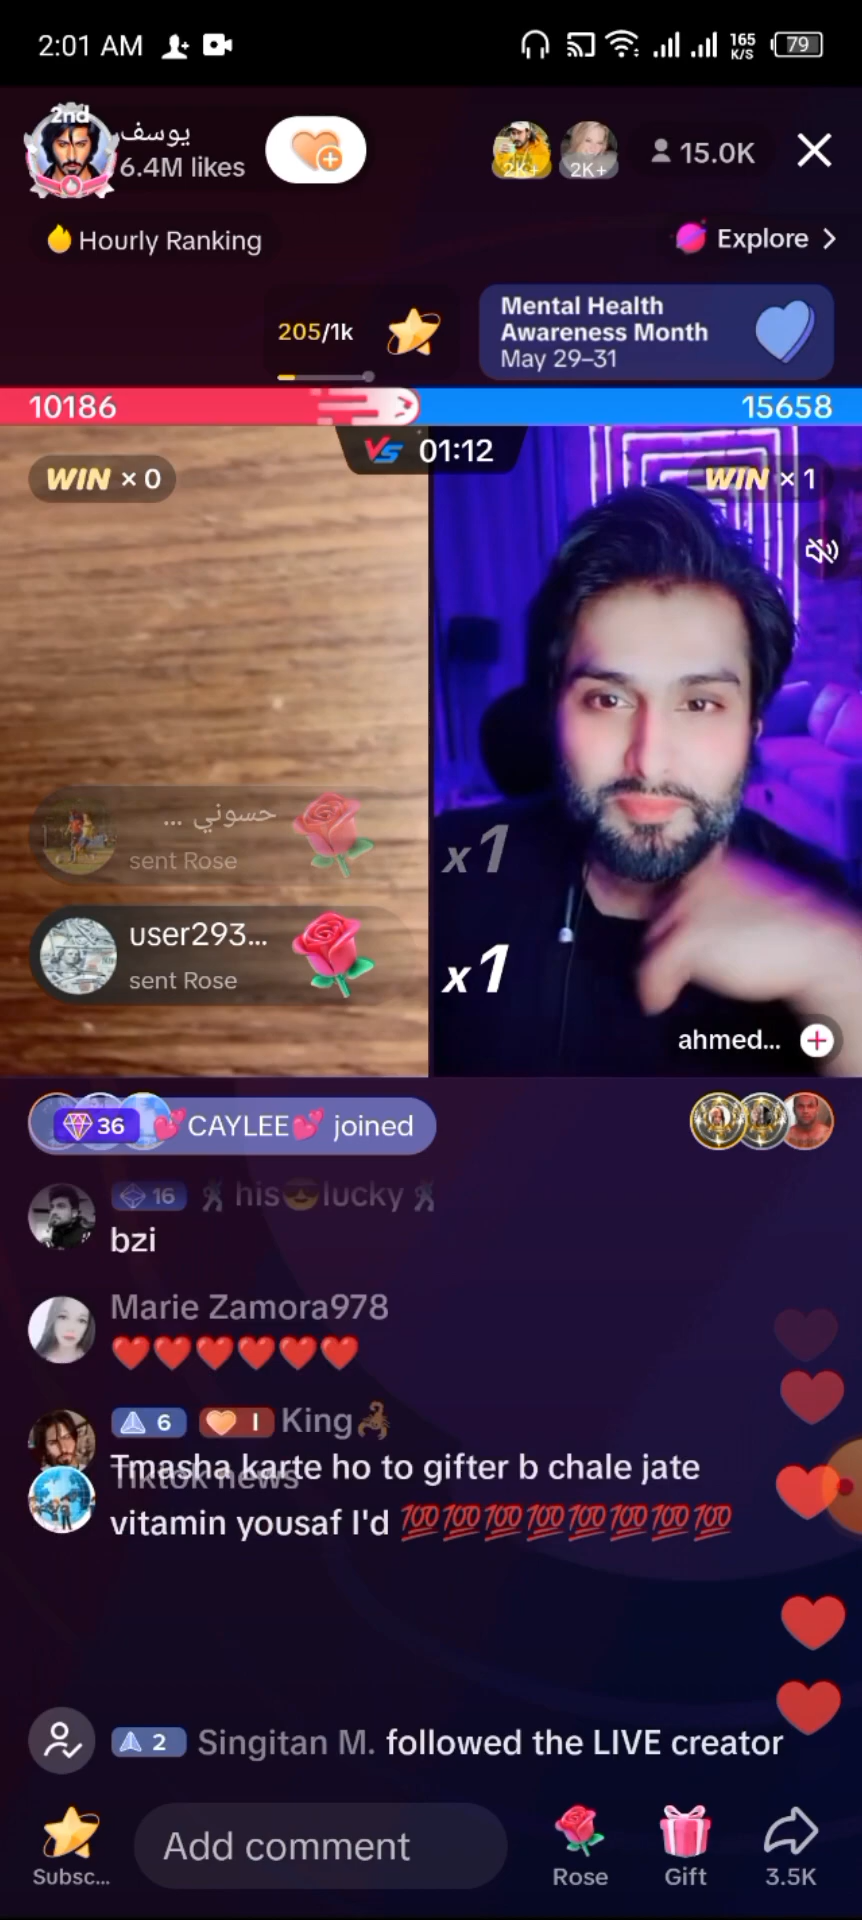 2:01 AM
165
K/S
79
2nd
يوسف
6.4M likes
2K+
2K+
15.0K
Hourly Ranking
Explore >
205/1k
Mental Health
Awareness Month
May 29–31
10186
15658
VS 01:12
WIN × 0
WIN × 1
حسوني ...
sent Rose
x1
user293...
sent Rose
x1
ahmed...
36 💕CAYLEE💕 joined
16 his😎lucky
bzi
Marie Zamora978
❤️❤️❤️❤️❤️❤️
6 I King🦂
Tmasha karte ho to gifter b chale jate
Tiktok news
vitamin yousaf I'd 💯💯💯💯💯💯💯💯
2 Singitan M. followed the LIVE creator
Subsc...
Add comment
Rose
Gift
3.5K